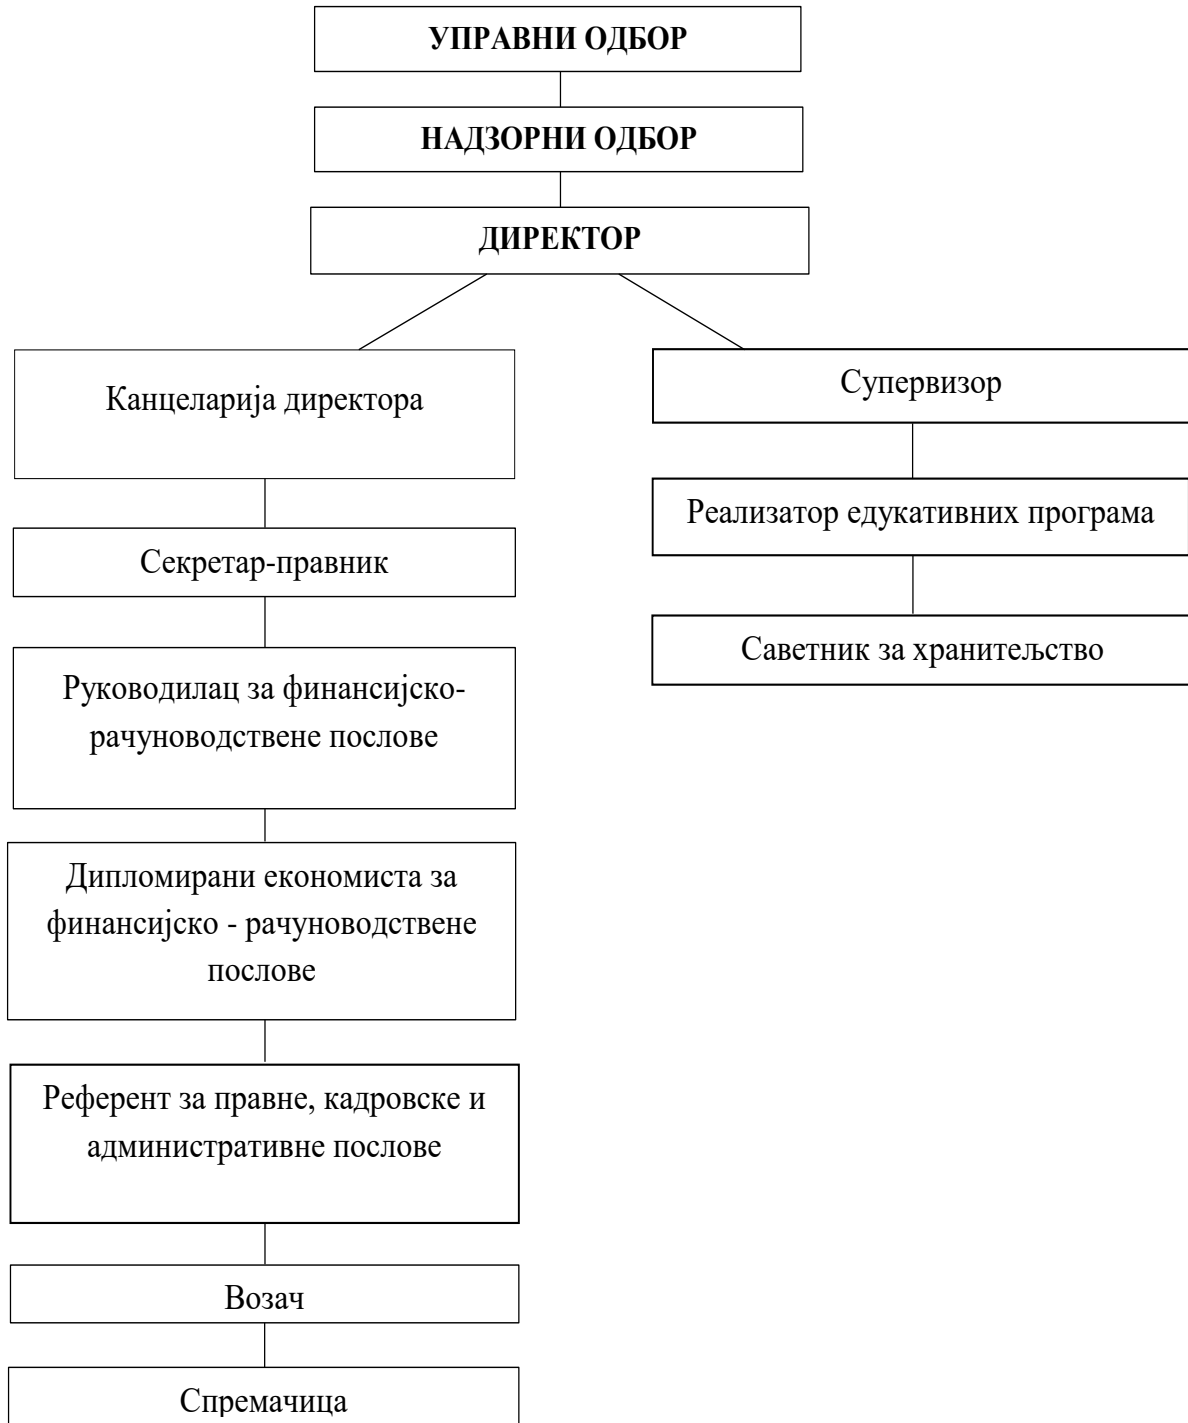 УПРАВНИ ОДБОР
НАДЗОРНИ ОДБОР
ДИРЕКТОР
Канцеларија директора
Секретар-правник
Руководилац за финансијско-
рачуноводствене послове
Дипломирани економиста за
финансијско - рачуноводствене
послове
Референт за правне, кадровске и
административне послове
Возач
Спремачица
Супервизор
Реализатор едукативних програма
Саветник за хранитељство